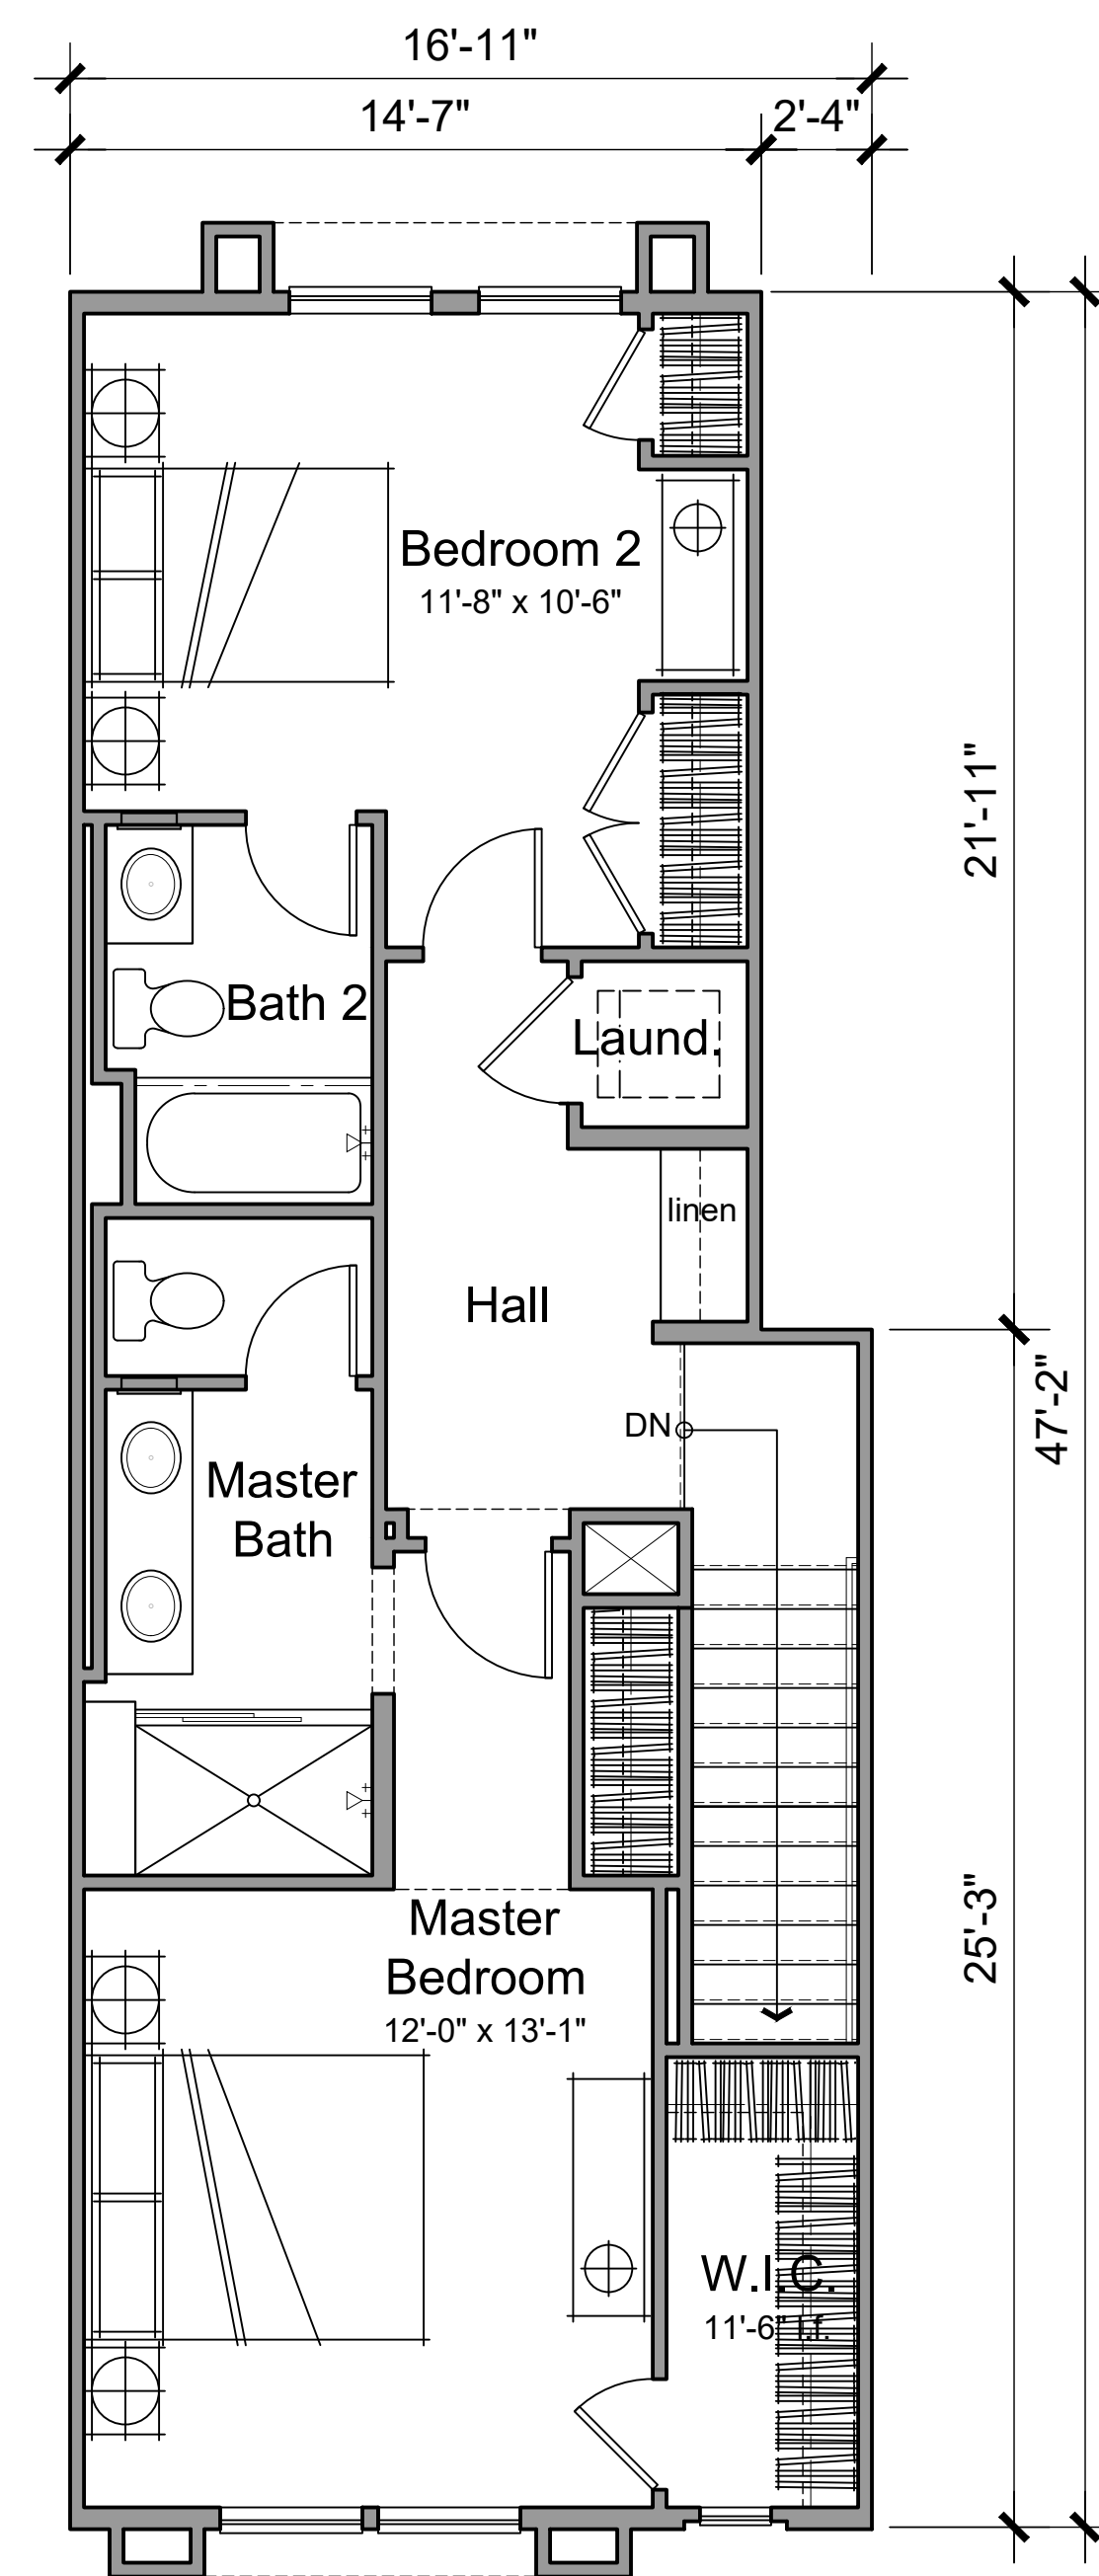 16'-11"
14'-7"
2'-4"
Bedroom 2
11'-8" x 10'-6"
21'-11"
Bath 2
Laund.
linen
Hall
47'-2"
DN
Master
Bath
Master
Bedroom
12'-0" x 13'-1"
25'-3"
W.I.C.
11'-6" l.f.